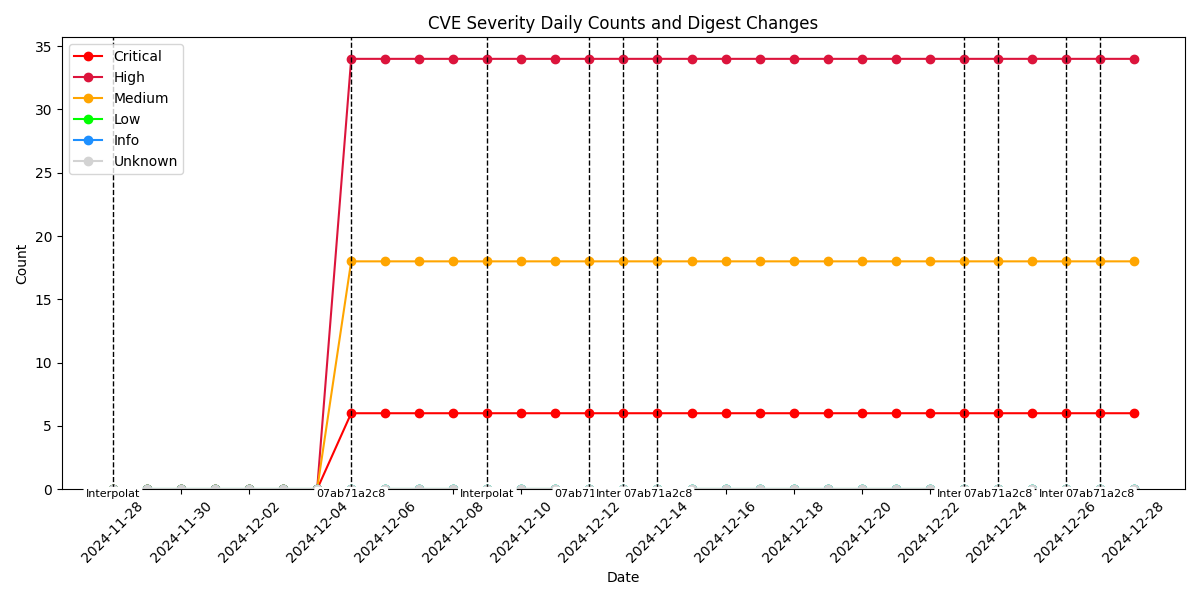 CVE Severity Daily Counts and Digest Changes
Critical
High
Medium
Low
Info
Unknown
35
30
25
20
15
10
5
0
Count
Interpolat
07ab71a2c8
Interpolat
07ab71
Inter
07ab71a2c8
Inter
07ab71a2c8
Inter
07ab71a2c8
2024-11-28
2024-11-30
2024-12-02
2024-12-04
2024-12-06
2024-12-08
2024-12-10
2024-12-12
2024-12-14
2024-12-16
2024-12-18
2024-12-20
2024-12-22
2024-12-24
2024-12-26
2024-12-28
Date